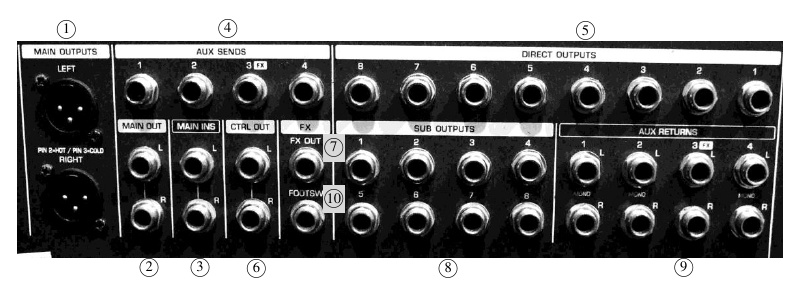 1 4 5
MAIN OUTPUTS AUX SENDS DIRECT OUTPUTS
LEFT 1 2 3 FX 4 8 7 6 5 4 3 2 1
MAIN OUT MAIN INS CTRL OUT FX SUB OUTPUTS AUX RETURNS
FX OUT 7 1 2 3 4 1 2 3 FX 4
L L L L L L L
PIN 2=HOT / PIN 3=COLD
RIGHT
FOOTSW 10 5 6 7 8 MONO MONO MONO
R R R R R R R
2 3 6 8 9